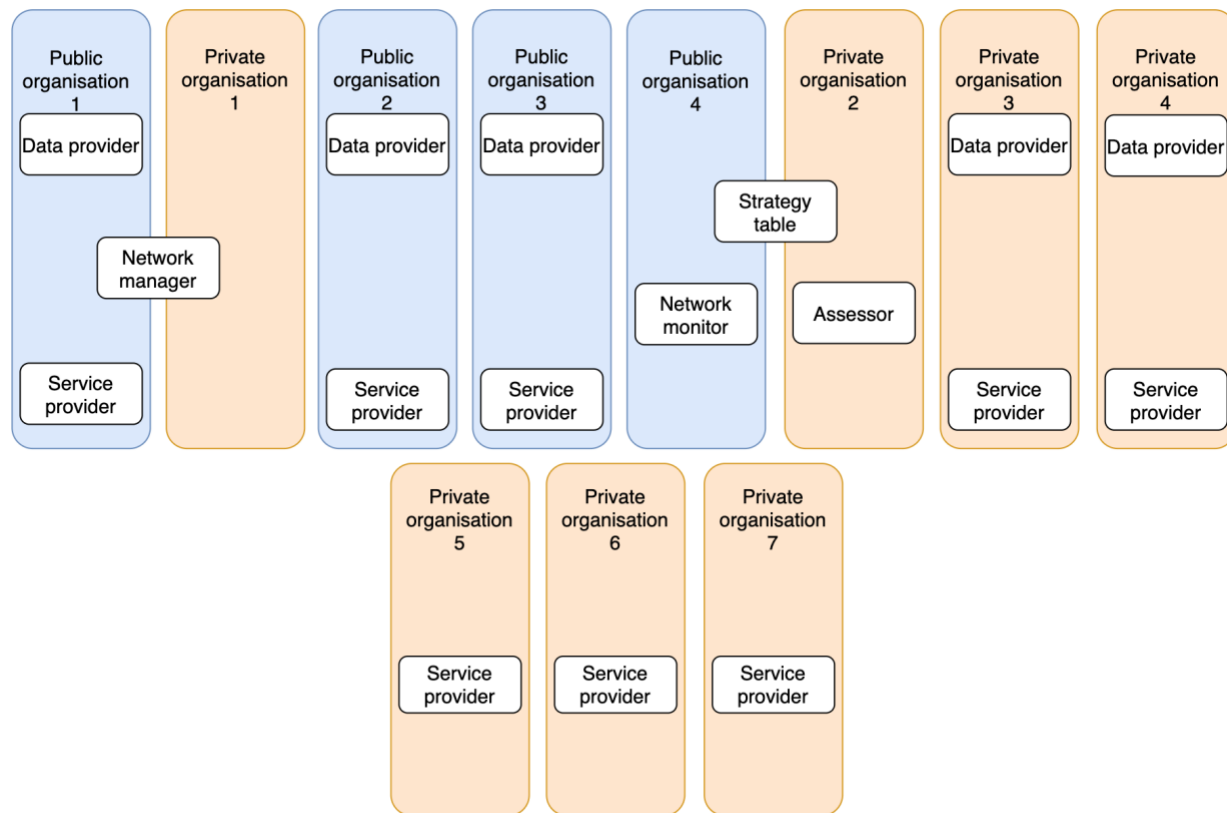 Public
organisation
1
Private
organisation
1
Public
organisation
2
Public
organisation
3
Public
organisation
4
Private
organisation
2
Private
organisation
3
Private
organisation
4
Data provider
Data provider
Data provider
Data provider
Data provider
Strategy
table
Network
manager
Network
monitor
Assessor
Service
provider
Service
provider
Service
provider
Service
provider
Service
provider
Private
organisation
5
Private
organisation
6
Private
organisation
7
Service
provider
Service
provider
Service
provider